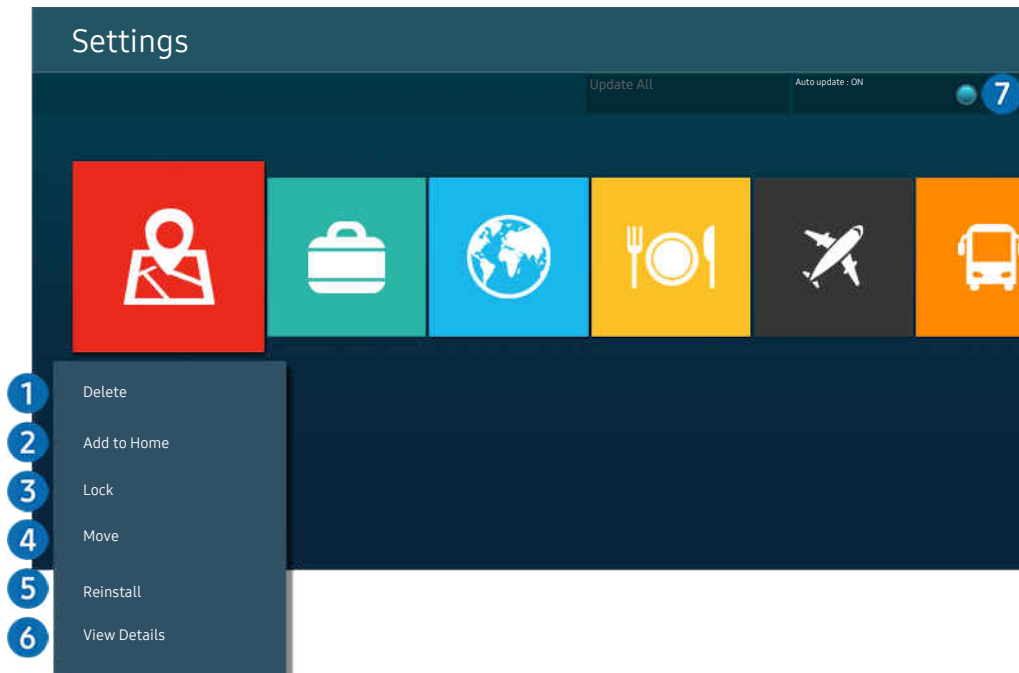 Settings
Update All
Auto update : ON
7
1 Delete
2 Add to Home
3 Lock
4 Move
5 Reinstall
6 View Details